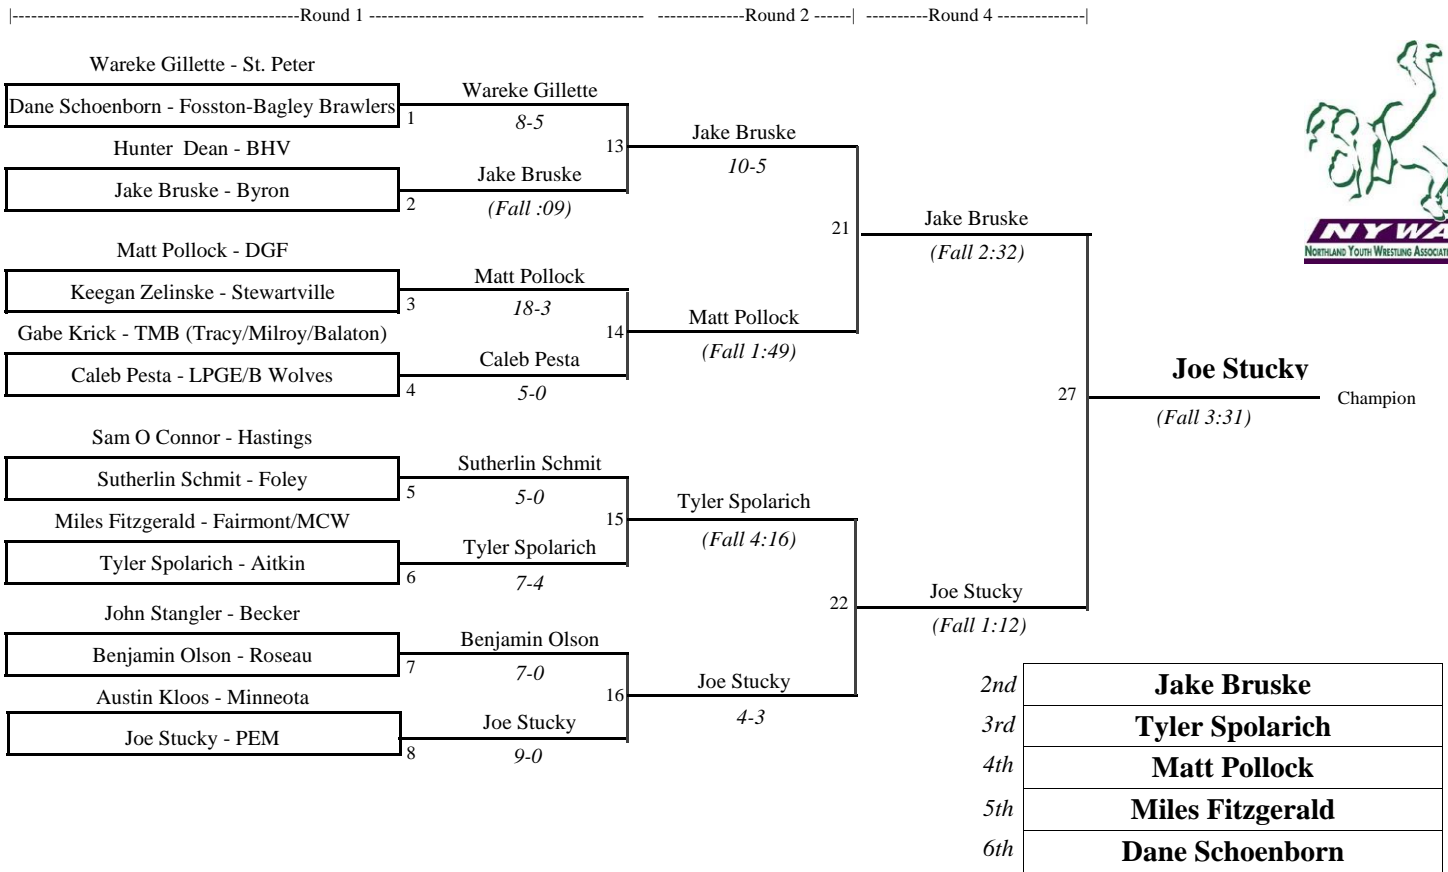 |------------------------------------------Round 1 ----------------------------------------
--------------Round 2 ------|
----------Round 4 --------------|
Wareke Gillette - St. Peter
Dane Schoenborn - Fosston-Bagley Brawlers
1
Wareke Gillette
8-5
Hunter  Dean - BHV
Jake Bruske - Byron
2
Jake Bruske
(Fall :09)
13
Jake Bruske
10-5
Matt Pollock - DGF
Keegan Zelinske - Stewartville
3
Matt Pollock
18-3
Gabe Krick - TMB (Tracy/Milroy/Balaton)
Caleb Pesta - LPGE/B Wolves
4
Caleb Pesta
5-0
14
Matt Pollock
(Fall 1:49)
21
Jake Bruske
(Fall 2:32)
Sam O Connor - Hastings
Sutherlin Schmit - Foley
5
Sutherlin Schmit
5-0
Miles Fitzgerald - Fairmont/MCW
Tyler Spolarich - Aitkin
6
Tyler Spolarich
7-4
15
Tyler Spolarich
(Fall 4:16)
John Stangler - Becker
Benjamin Olson - Roseau
7
Benjamin Olson
7-0
Austin Kloos - Minneota
Joe Stucky - PEM
8
Joe Stucky
9-0
16
Joe Stucky
4-3
22
Joe Stucky
(Fall 1:12)
27
Joe Stucky
Champion
(Fall 3:31)
NYWA
Northland Youth Wrestling
2nd Jake Bruske
3rd Tyler Spolarich
4th Matt Pollock
5th Miles Fitzgerald
6th Dane Schoenborn